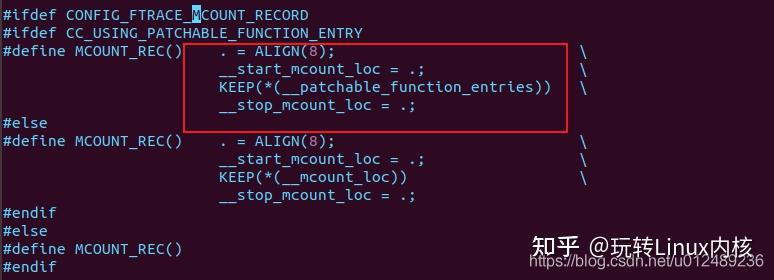 #ifdef CONFIG_FTRACE_MCOUNT_RECORD
#ifdef CC_USING_PATCHABLE_FUNCTION_ENTRY
#define MCOUNT_REC()    . = ALIGN(8);                           \
                        __start_mcount_loc = .;                 \
                        KEEP(*(__patchable_function_entries))   \
                        __stop_mcount_loc = .;
#else
#define MCOUNT_REC()    . = ALIGN(8);                           \
                        __start_mcount_loc = .;                 \
                        KEEP(*(__mcount_loc))                   \
                        __stop_mcount_loc = .;
#endif
#else
#define MCOUNT_REC()
#endif
知乎 @玩转Linux内核
https://blog.csdn.net/u012489236